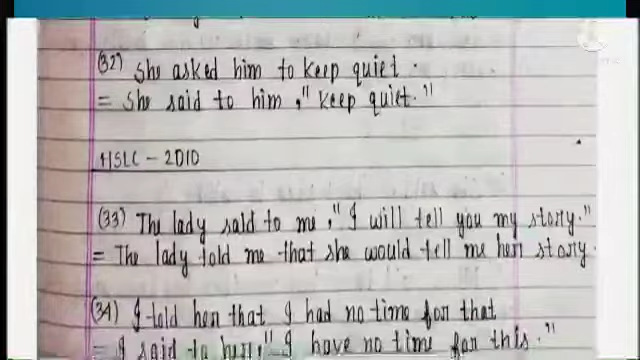 (32) She asked him to keep quiet.
= She said to him, "keep quiet."
HSLC - 2010
(33) The lady said to me, "I will tell you my story."
= The lady told me that she would tell me her story.
(34) I told her that I had no time for that
= I said to her, "I have no time for this."